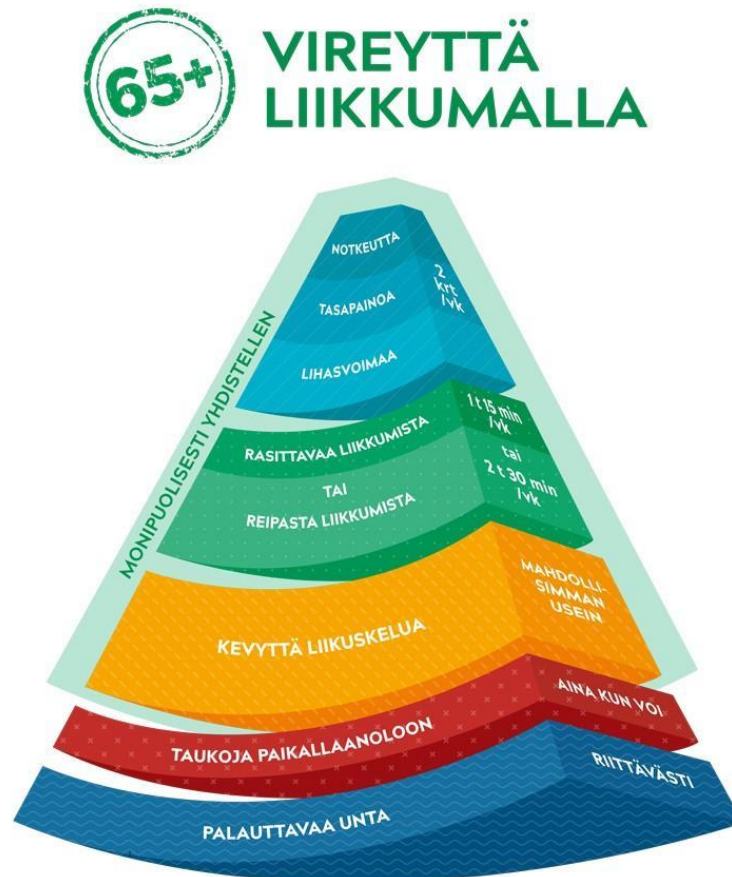 65+
VIREYTTÄ
LIIKKUMALLA
MONIPUOLISESTI YHDISTELLEN
NOTKEUTTA
TASAPAINOA
LIHASVOIMAA
2
krt
/vk
RASITTAVAA LIIKKUMISTA
TAI
REIPASTA LIIKKUMISTA
1 t 15 min
/vk
tai
2 t 30 min
/vk
KEVYTTÄ LIIKUSKELUA
MAHDOLLI-
SIMMAN
USEIN
TAUKOJA PAIKALLAANOLOON
AINA KUN VOI
PALAUTTAVAA UNTA
RIITTÄVÄSTI